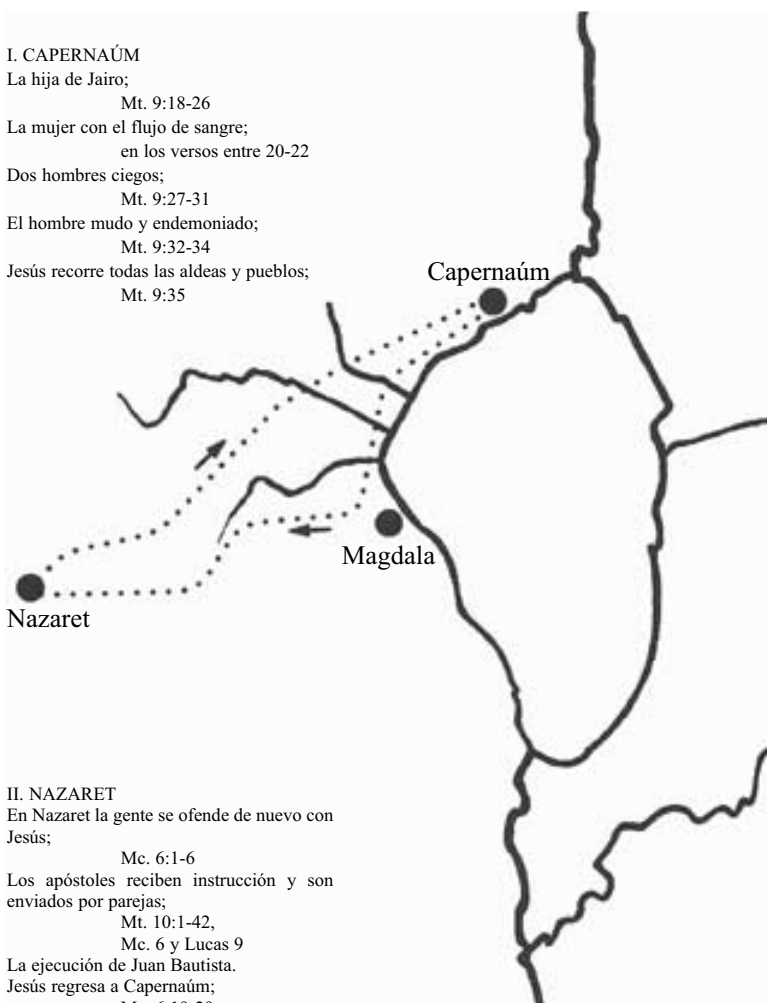 I. CAPERNAÚM
La hija de Jairo;
Mt. 9:18-26
La mujer con el flujo de sangre;
en los versos entre 20-22
Dos hombres ciegos;
Mt. 9:27-31
El hombre mudo y endemoniado;
Mt. 9:32-34
Jesús recorre todas las aldeas y pueblos;
Mt. 9:35
Capernaúm
Magdala
Nazaret
II. NAZARET
En Nazaret la gente se ofende de nuevo con
Jesús;
Mc. 6:1-6
Los apóstoles reciben instrucción y son
enviados por parejas;
Mt. 10:1-42,
Mc. 6 y Lucas 9
La ejecución de Juan Bautista.
Jesús regresa a Capernaúm;